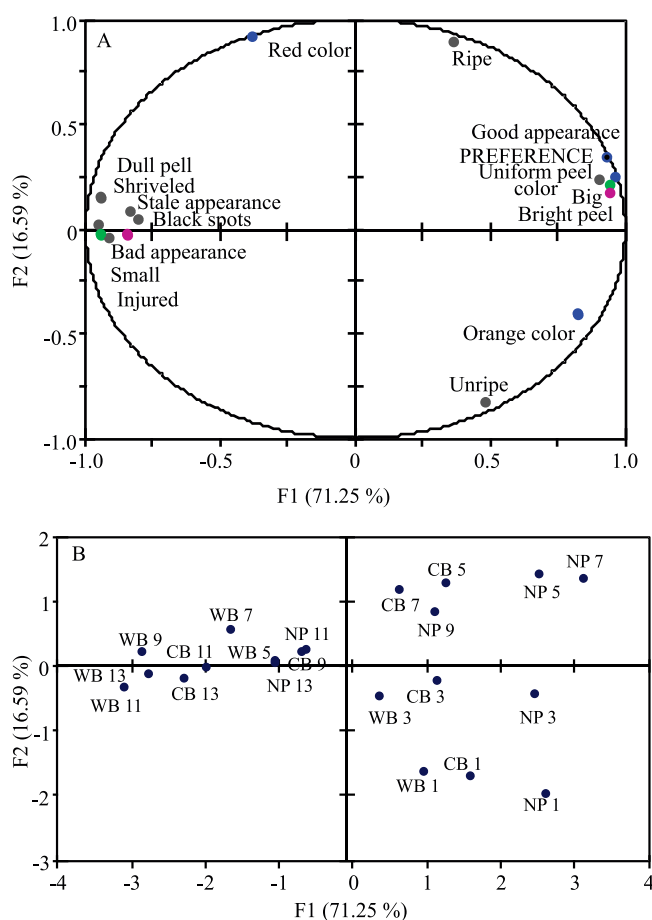 A
1.0
0.5
0
-0.5
-1.0
F2 (16.59 %)
Red color
Ripe
Good appearance
PREFERENCE
Uniform peel
color
Big
Bright peel
Dull pell
Shriveled
Stale appearance
Black spots
Bad appearance
Small
Injured
Orange color
Unripe
-1.0 -0.5 0 0.5 1.0
F1 (71.25 %)
B
2
1
0
-1
-2
-3
F2 (16.59 %)
NP 7
CB 5
NP 5
CB 7
NP 9
WB 7
NP 11
WB 9
CB 11
WB 5
CB 9
WB 13
CB 13
NP 13
WB 11
CB 3
WB 3
NP 3
CB 1
WB 1
NP 1
-4 -3 -2 -1 0 1 2 3 4
F1 (71.25 %)